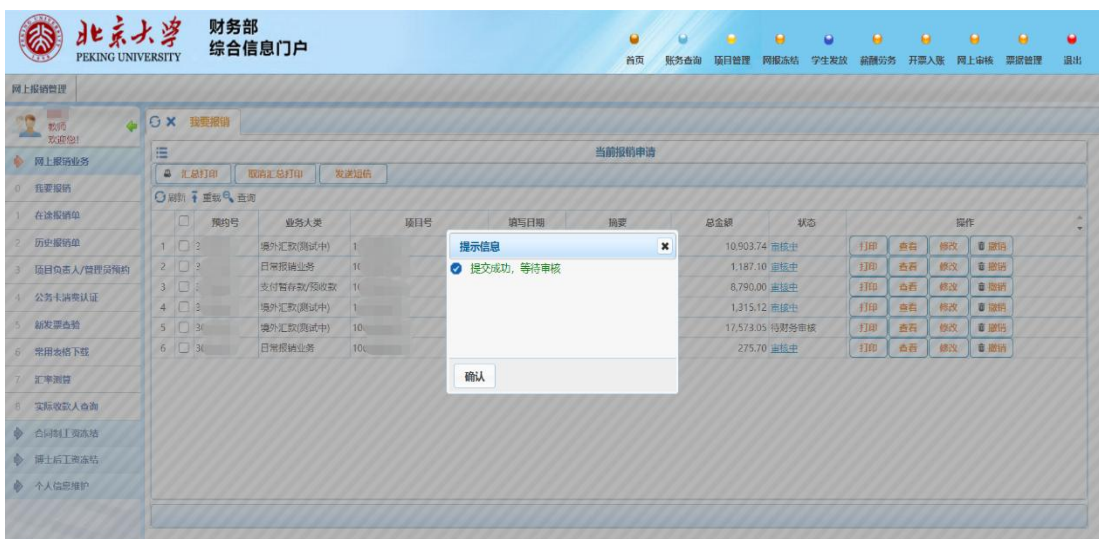 北京大学
PEKING UNIVERSITY
财务部
综合信息门户
首页 账务查询 项目管理 网报冻结 学生发放 薪酬劳务 开票入账 网上审核 票据管理 退出
网上报销管理
教师
欢迎您!
我要报销
网上报销业务
0 我要报销
1 在途报销单
2 历史报销单
3 项目负责人/管理员预约
4 公务卡消费认证
5 新发票查验
6 常用表格下载
7 汇率测算
8 实际收款人查询
合同制工资冻结
博士后工资冻结
个人信息维护
当前报销申请
汇总打印 取消汇总打印 发送短信
刷新 重载 查询
预约号 业务大类 项目号 填写日期 摘要 总金额 状态 操作
1 境外汇款(测试中) 10,903.74 审核中 打印 查看 修改 撤销
2 日常报销业务 1,187.10 审核中 打印 查看 修改 撤销
3 支付暂存款/预收款 8,790.00 审核中 打印 查看 修改 撤销
4 境外汇款(测试中) 1,315.12 审核中 打印 查看 修改 撤销
5 境外汇款(测试中) 17,573.05 待财务审核 打印 查看 修改 撤销
6 日常报销业务 275.70 审核中 打印 查看 修改 撤销
提示信息
提交成功，等待审核
确认